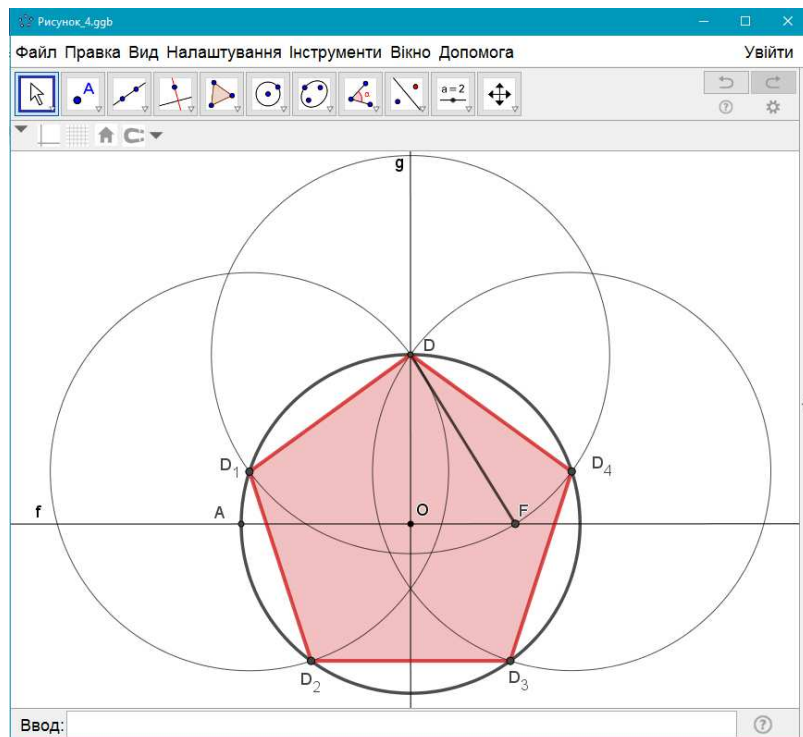 Рисунок_4.ggb
Файл Правка Вид Налаштування Інструменти Вікно Допомога Увійти
A α a = 2
g
D
D1 D4
f A O F
D2 D3
Ввод: